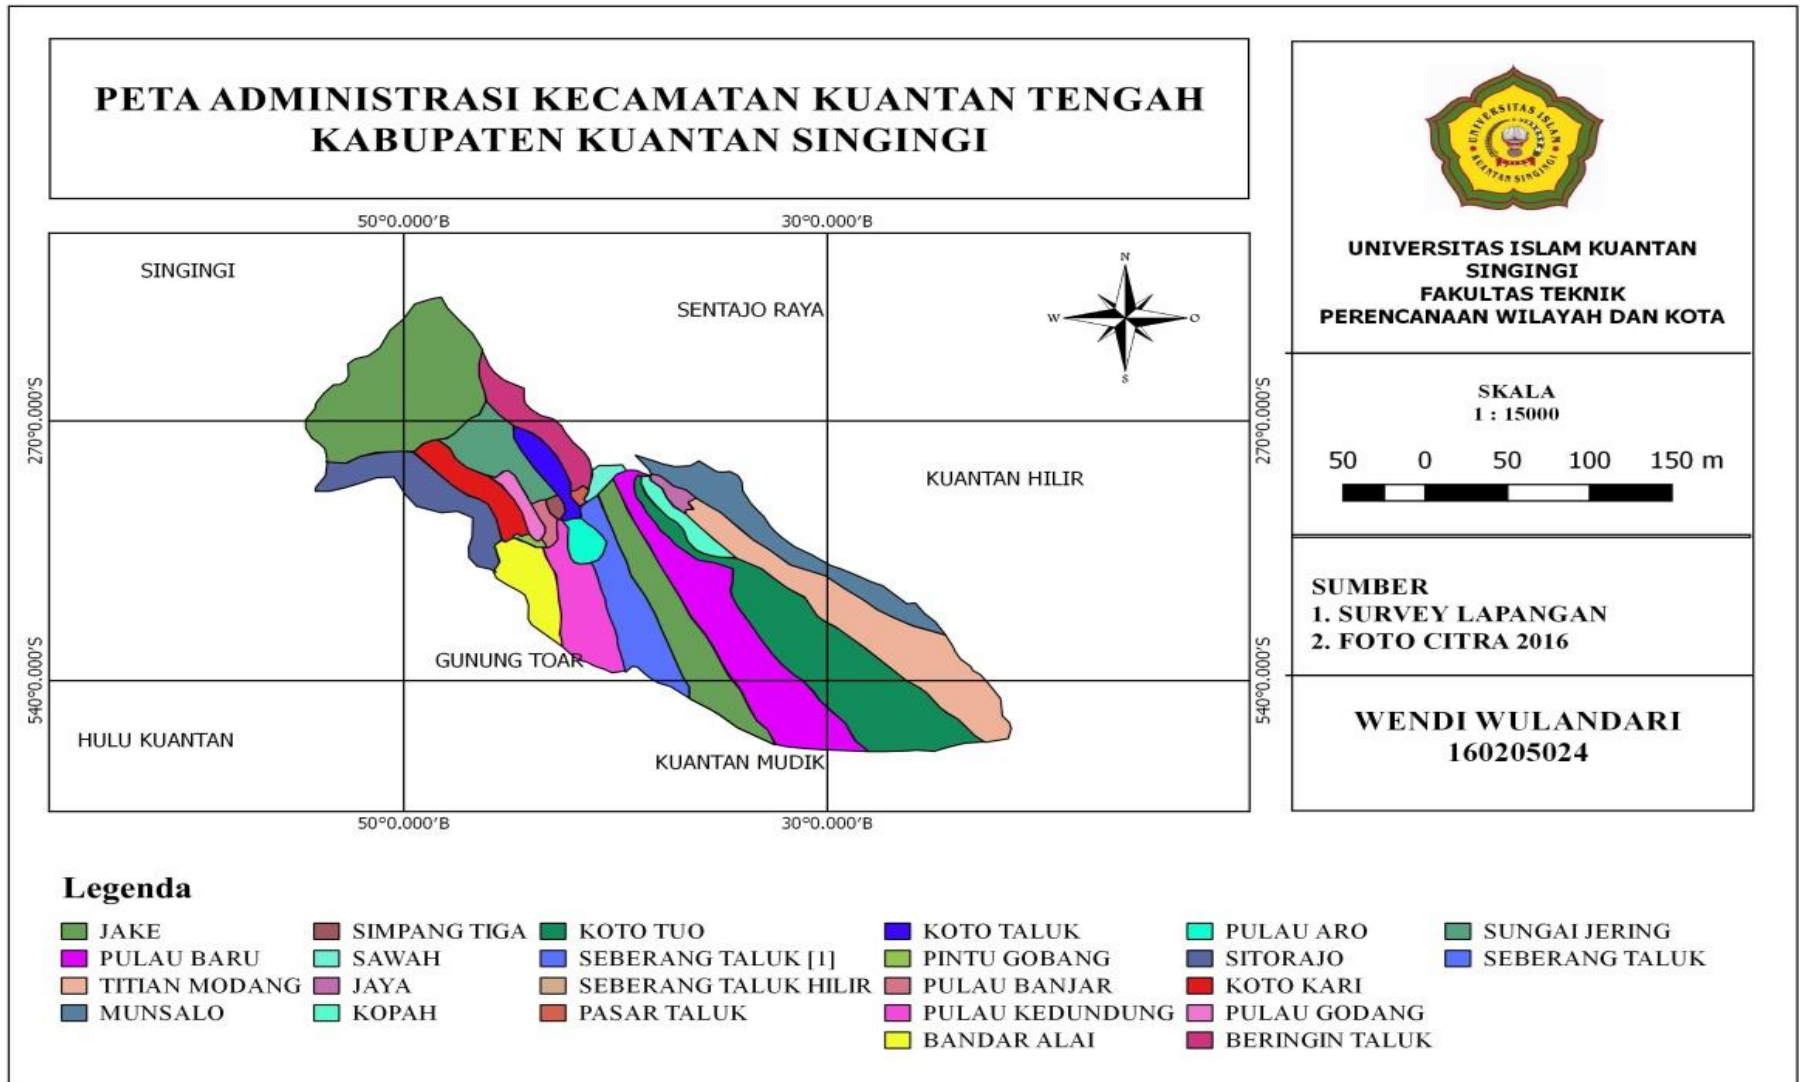 PETA ADMINISTRASI KECAMATAN KUANTAN TENGAH
KABUPATEN KUANTAN SINGINGI
50°0.000'B
30°0.000'B
SINGINGI
SENTAJO RAYA
N
W
O
S
270°0.000'S
270°0.000'S
KUANTAN HILIR
GUNUNG TOAR
540°0.000'S
540°0.000'S
HULU KUANTAN
KUANTAN MUDIK
50°0.000'B
30°0.000'B
UNIVERSITAS ISLAM
KUANTAN SINGINGI
UNIVERSITAS ISLAM KUANTAN
SINGINGI
FAKULTAS TEKNIK
PERENCANAAN WILAYAH DAN KOTA
SKALA
1 : 15000
50 0 50 100 150 m
SUMBER
1. SURVEY LAPANGAN
2. FOTO CITRA 2016
WENDI WULANDARI
160205024
Legenda
JAKE
PULAU BARU
TITIAN MODANG
MUNSALO
SIMPANG TIGA
SAWAH
JAYA
KOPAH
KOTO TUO
SEBERANG TALUK [1]
SEBERANG TALUK HILIR
PASAR TALUK
KOTO TALUK
PINTU GOBANG
PULAU BANJAR
PULAU KEDUNDUNG
BANDAR ALAI
PULAU ARO
SITORAJO
KOTO KARI
PULAU GODANG
BERINGIN TALUK
SUNGAI JERING
SEBERANG TALUK